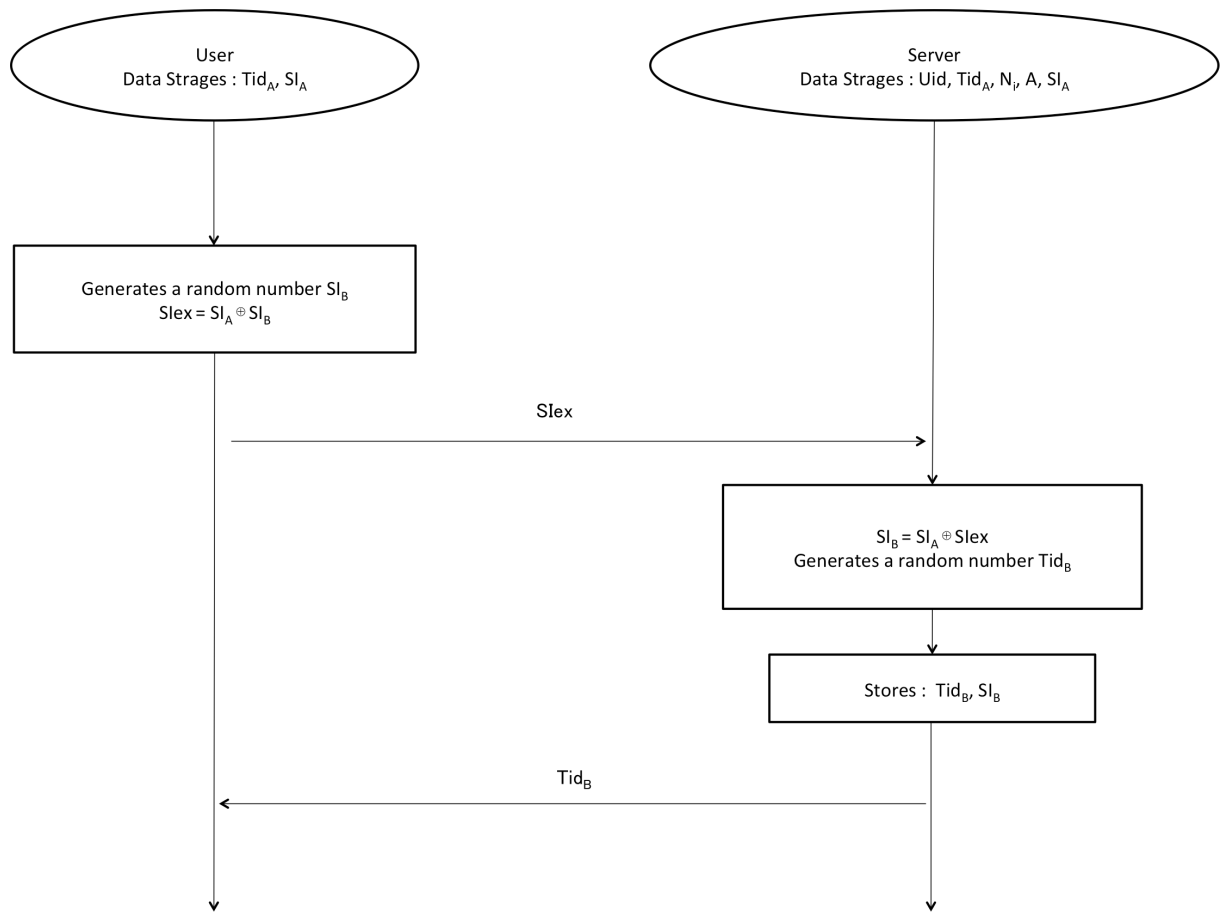 User
Data Strages : Tid_A, SI_A
Server
Data Strages : Uid, Tid_A, N_i, A, SI_A
Generates a random number SI_B
SIex = SI_A ⊕ SI_B
SIex
SI_B = SI_A ⊕ SIex
Generates a random number Tid_B
Stores : Tid_B, SI_B
Tid_B